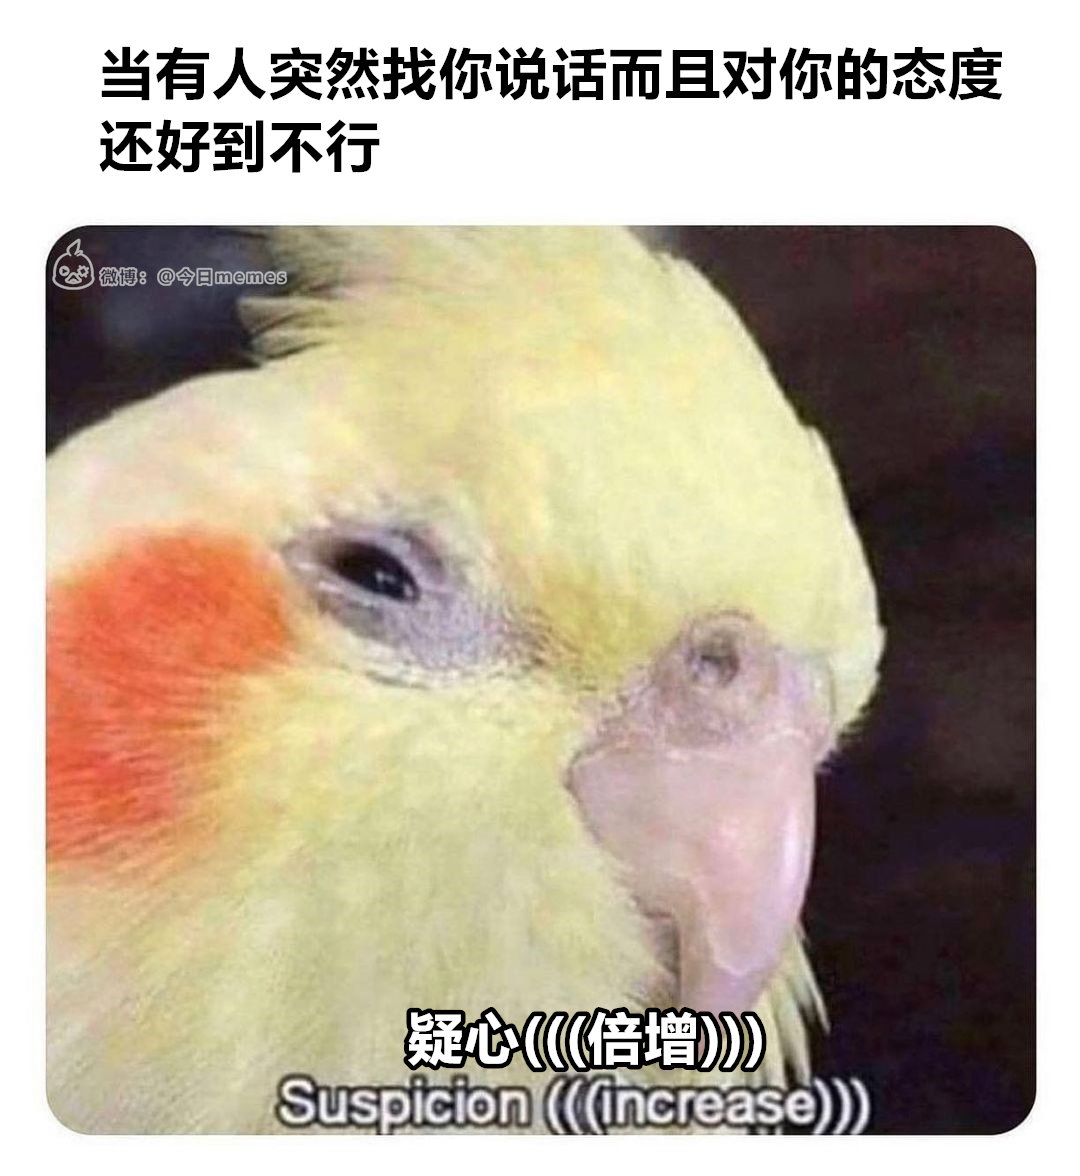 当有人突然找你说话而且对你的态度
还好到不行
微博：@今日memes
疑心(((倍增)))
Suspicion (((increase)))